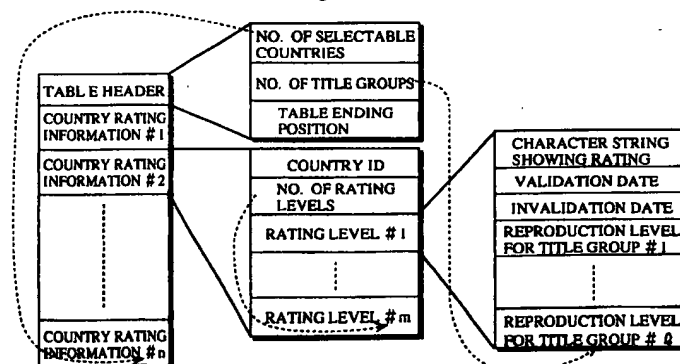 NO. OF SELECTABLE
COUNTRIES
NO. OF TITLE GROUPS
TABLE ENDING
POSITION
TABLE HEADER
COUNTRY RATING
INFORMATION #1
COUNTRY RATING
INFORMATION #2
COUNTRY RATING
INFORMATION #n
COUNTRY ID
NO. OF RATING
LEVELS
RATING LEVEL #1
RATING LEVEL #m
CHARACTER STRING
SHOWING RATING
VALIDATION DATE
INVALIDATION DATE
REPRODUCTION LEVEL
FOR TITLE GROUP #1
REPRODUCTION LEVEL
FOR TITLE GROUP #ℓ